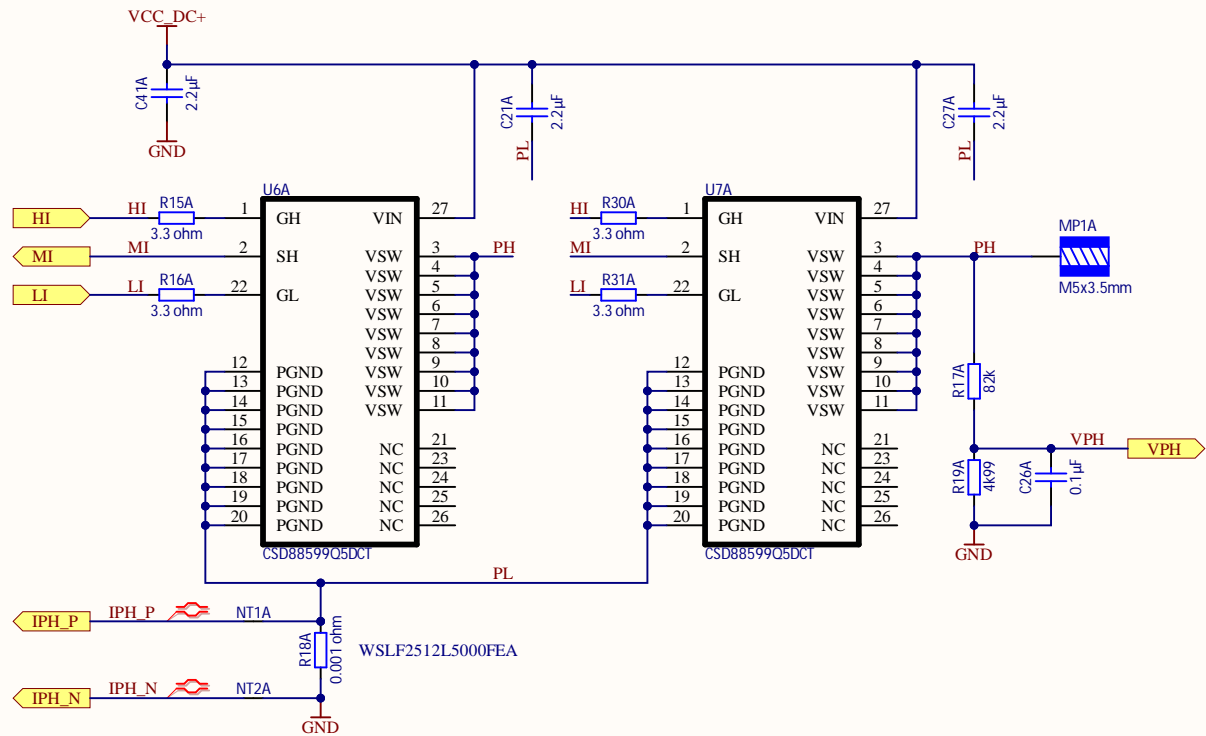 VCC_DC+
C41A
2.2µF
GND
C21A
2.2µF
PL
C27A
2.2µF
PL
U6A
HI
HI
R15A
3.3 ohm
1
GH
VIN
27
MI
MI
2
SH
VSW
3
PH
VSW
4
LI
LI
R16A
3.3 ohm
22
GL
VSW
5
VSW
6
VSW
7
VSW
8
12
PGND
VSW
9
13
PGND
VSW
10
14
PGND
VSW
11
15
PGND
16
PGND
NC
21
17
PGND
NC
23
18
PGND
NC
24
19
PGND
NC
25
20
PGND
NC
26
CSD88599Q5DCT
U7A
HI
R30A
3.3 ohm
1
GH
VIN
27
MI
2
SH
VSW
3
PH
VSW
4
LI
R31A
3.3 ohm
22
GL
VSW
5
VSW
6
VSW
7
VSW
8
12
PGND
VSW
9
13
PGND
VSW
10
14
PGND
VSW
11
15
PGND
16
PGND
NC
21
17
PGND
NC
23
18
PGND
NC
24
19
PGND
NC
25
20
PGND
NC
26
CSD88599Q5DCT
MP1A
M5x3.5mm
R17A
82k
VPH
VPH
R19A
4k99
C26A
0.1µF
GND
PL
IPH_P
IPH_P
NT1A
R18A
0.001 ohm
WSLF2512L5000FEA
IPH_N
IPH_N
NT2A
GND